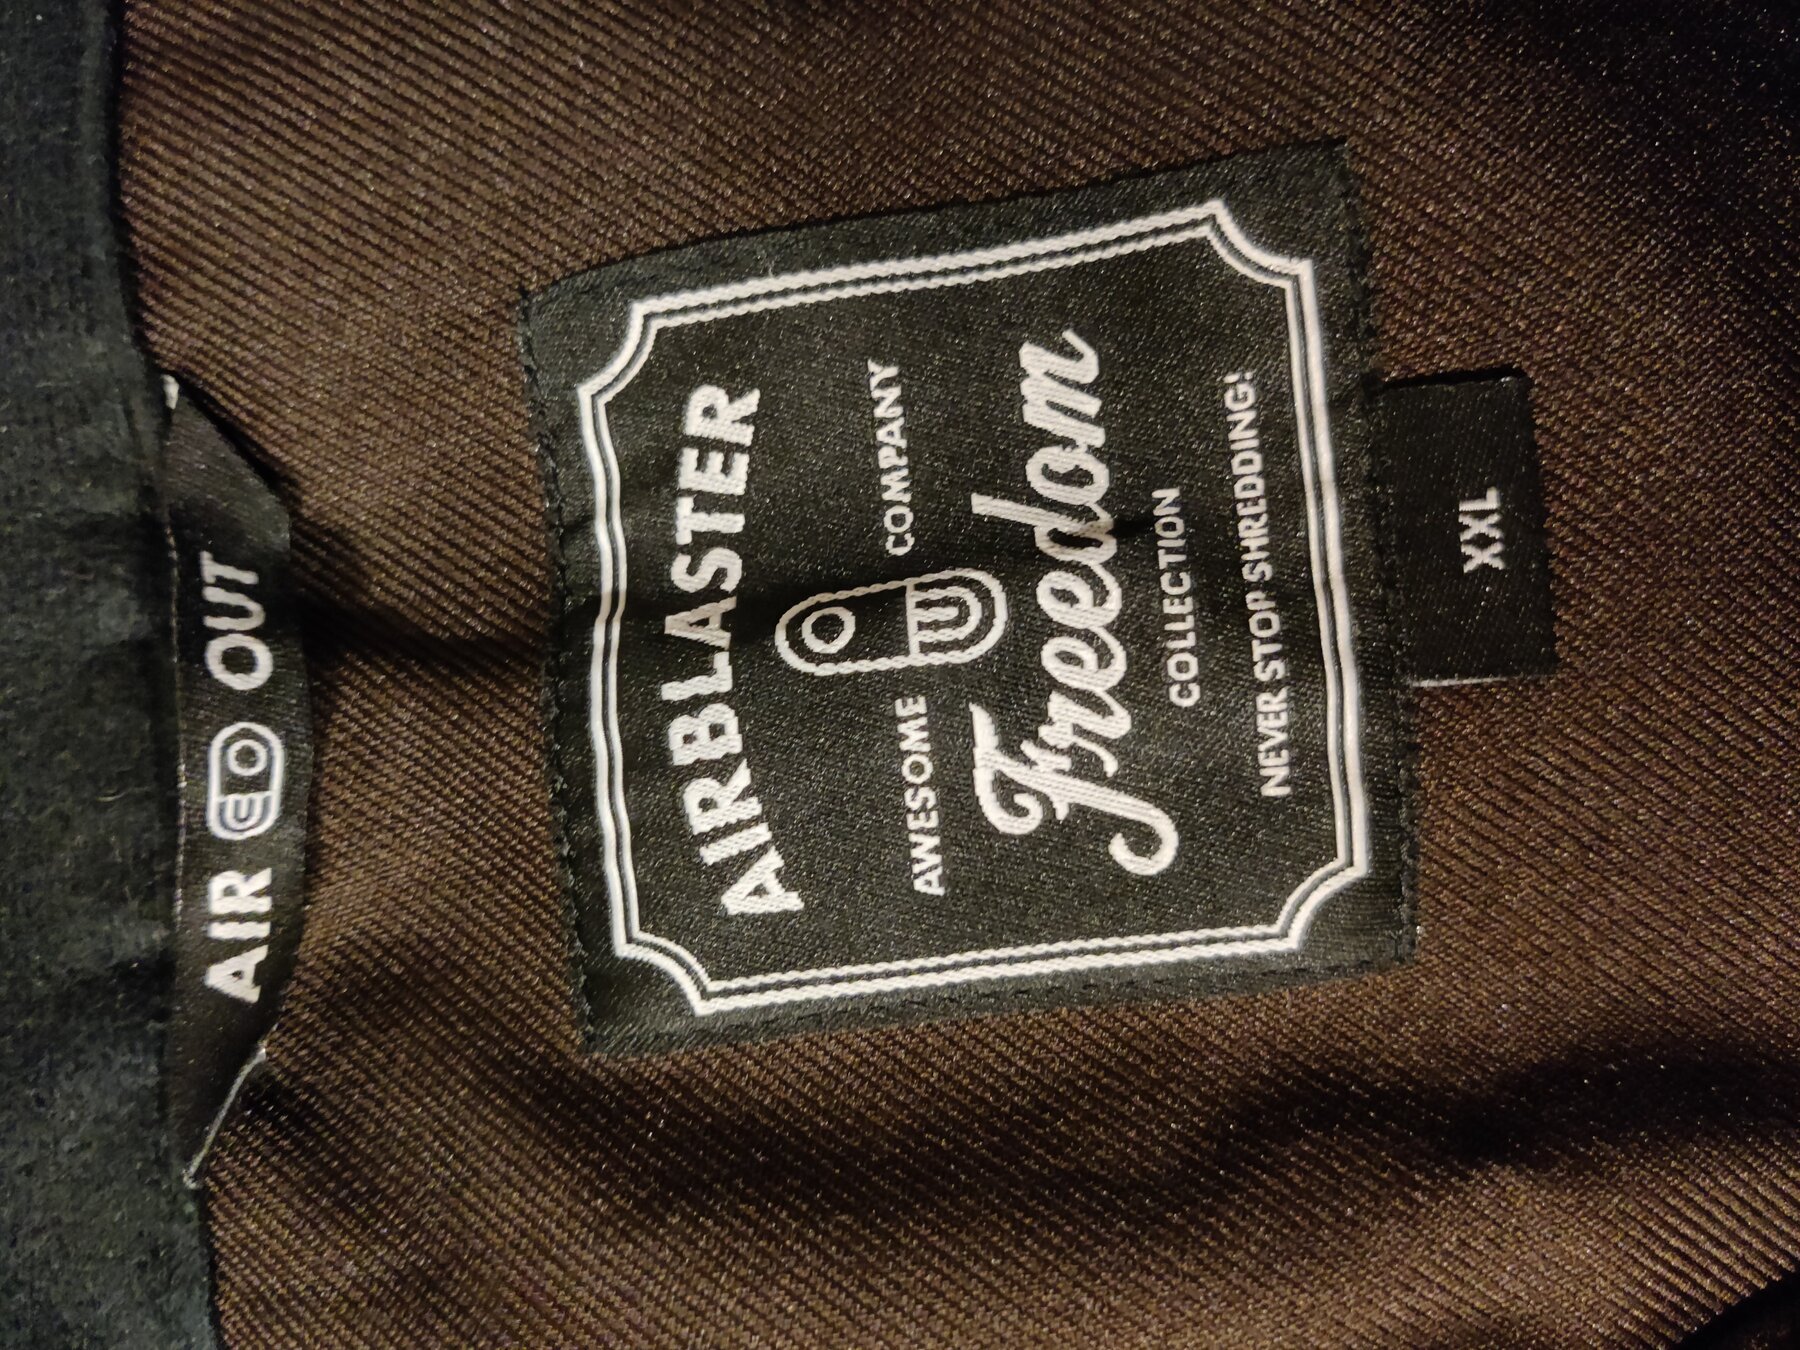 AIR OUT
AIRBLASTER
AWESOME COMPANY
Freedom
COLLECTION
NEVER STOP SHREDDING!
XXL